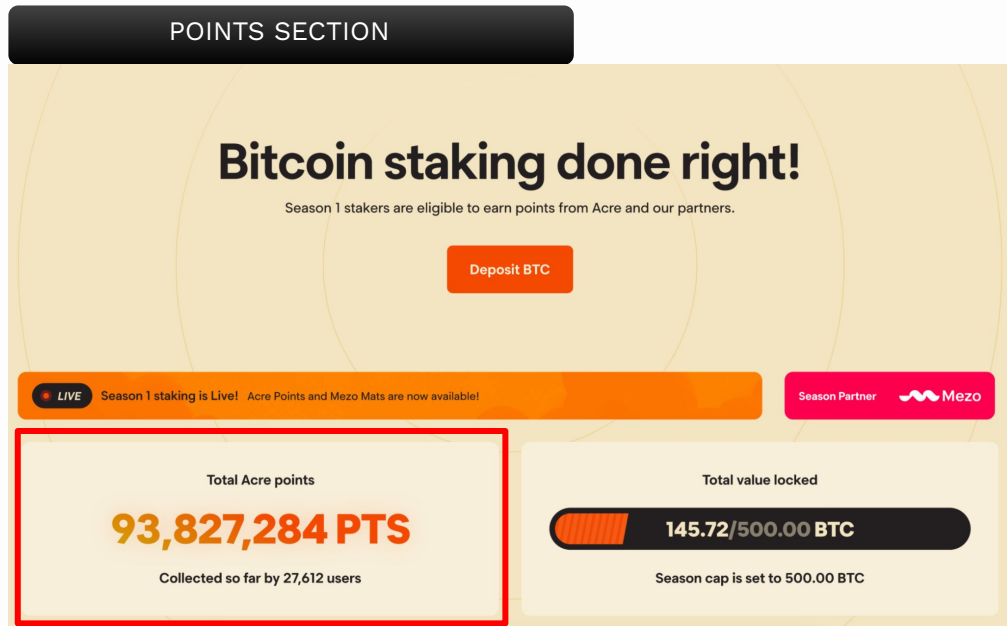 POINTS SECTION
Bitcoin staking done right!
Season 1 stakers are eligible to earn points from Acre and our partners.
Deposit BTC
LIVE Season 1 staking is Live! Acre Points and Mezo Mats are now available!
Season Partner Mezo
Total Acre points
93,827,284 PTS
Collected so far by 27,612 users
Total value locked
145.72/500.00 BTC
Season cap is set to 500.00 BTC